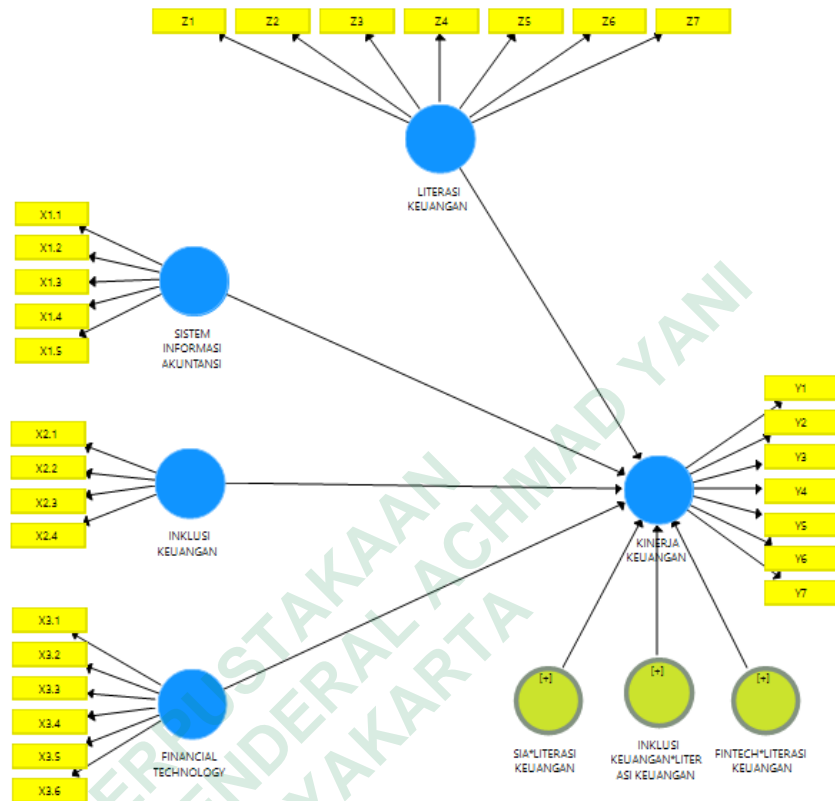 Z1
Z2
Z3
Z4
Z5
Z6
Z7
LITERASI
KEUANGAN
X1.1
X1.2
X1.3
X1.4
X1.5
SISTEM
INFORMASI
AKUNTANSI
X2.1
X2.2
X2.3
X2.4
INKLUSI
KEUANGAN
X3.1
X3.2
X3.3
X3.4
X3.5
X3.6
FINANCIAL
TECHNOLOGY
Y1
Y2
Y3
Y4
Y5
Y6
Y7
KINERJA
KEUANGAN
[+]
SIA*LITERASI
KEUANGAN
[+]
INKLUSI
KEUANGAN*LITER
ASI KEUANGAN
[+]
FINTECH*LITERASI
KEUANGAN
ERPUSTAKAAN
ENDERAL ACHMAD YANI
YAKARTA